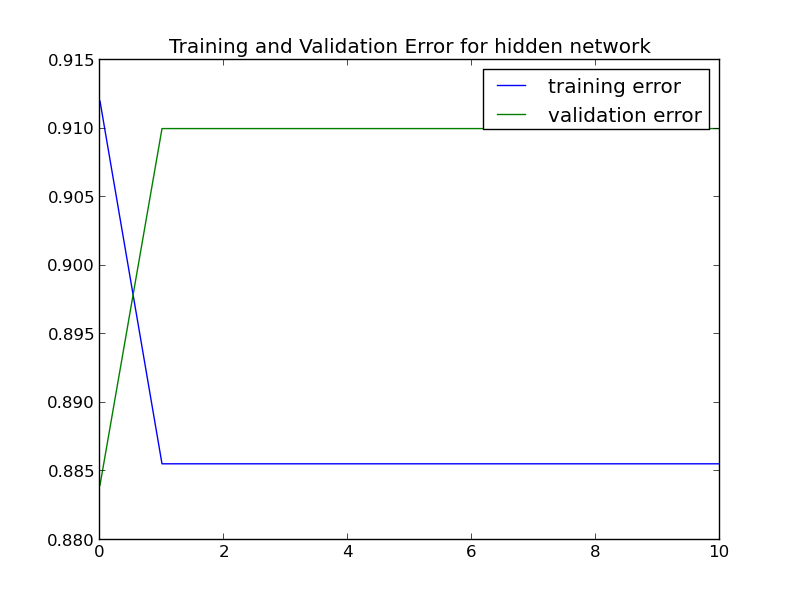 Training and Validation Error for hidden network
0.915
0.910
0.905
0.900
0.895
0.890
0.885
0.880
training error
validation error
0 2 4 6 8 10